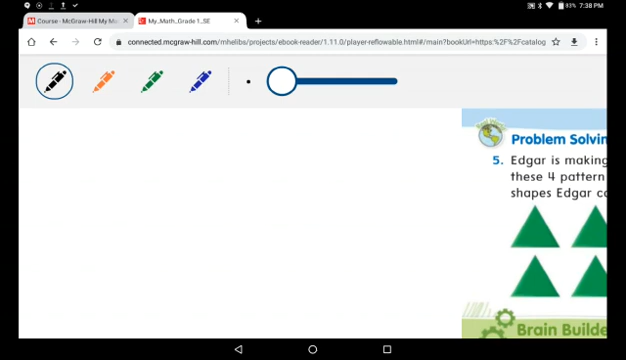 93% 7:38 PM
Course - McGraw-Hill My Ma
My_Math_Grade 1_SE
connected.mcgraw-hill.com/mhelibs/projects/ebook-reader/1.11.0/player-reflowable.html#/main?bookUrl=https:%2F%2Fcatalog
Problem Solvin
5. Edgar is making
these 4 pattern
shapes Edgar co
Brain Builde